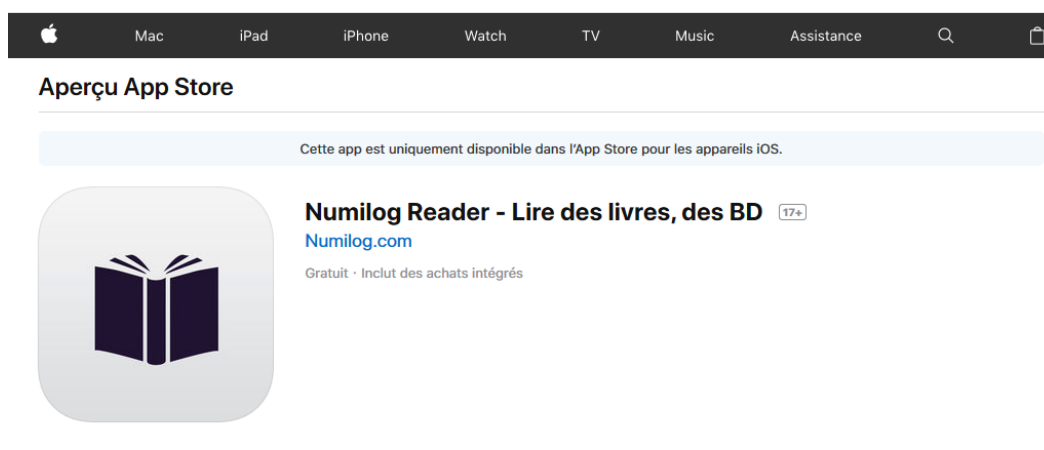 Mac iPad iPhone Watch TV Music Assistance
Aperçu App Store
Cette app est uniquement disponible dans l'App Store pour les appareils iOS.
Numilog Reader - Lire des livres, des BD 17+
Numilog.com
Gratuit · Inclut des achats intégrés